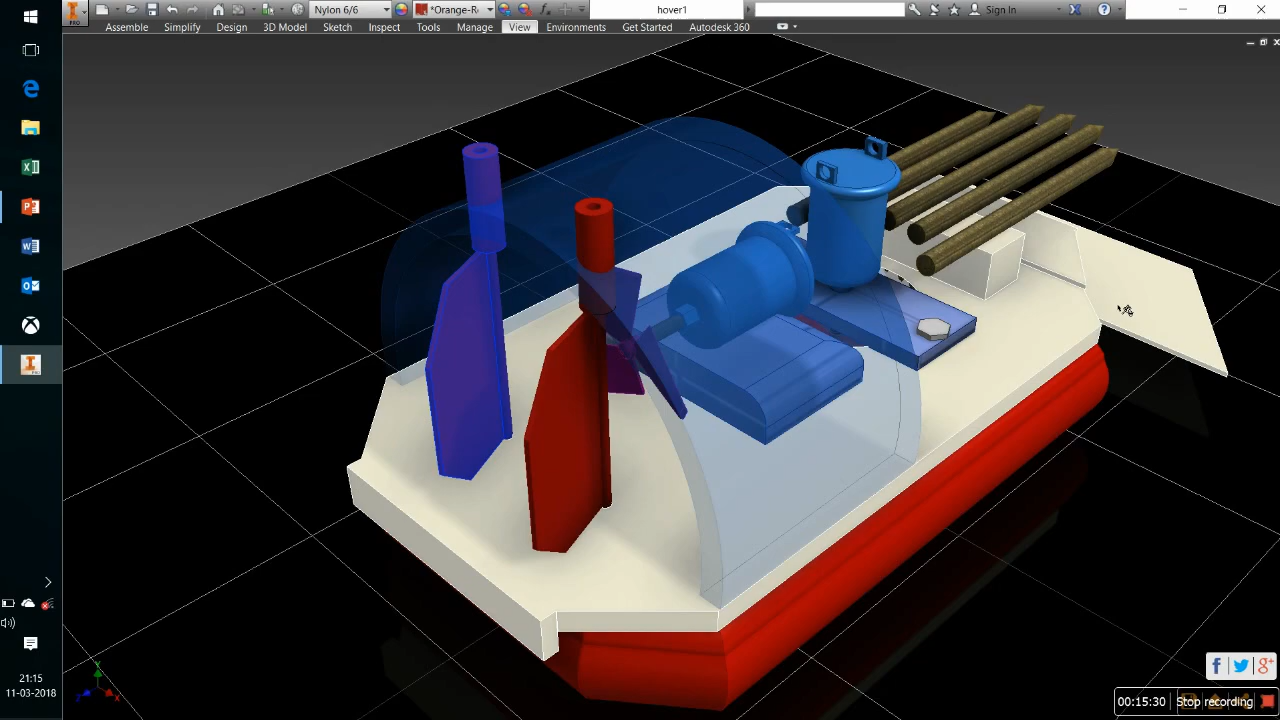 Nylon 6/6
*Orange-R
hover1
Sign In
PRO
Assemble Simplify Design 3D Model Sketch Inspect Tools Manage View Environments Get Started Autodesk 360
21:15
11-03-2018
00:15:30 Stop recording